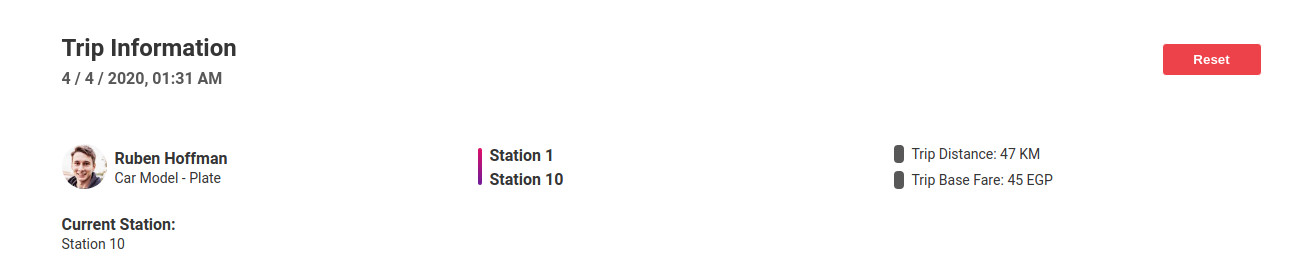 Trip Information
4 / 4 / 2020, 01:31 AM
Reset
Ruben Hoffman
Car Model - Plate
Station 1
Station 10
Trip Distance: 47 KM
Trip Base Fare: 45 EGP
Current Station:
Station 10